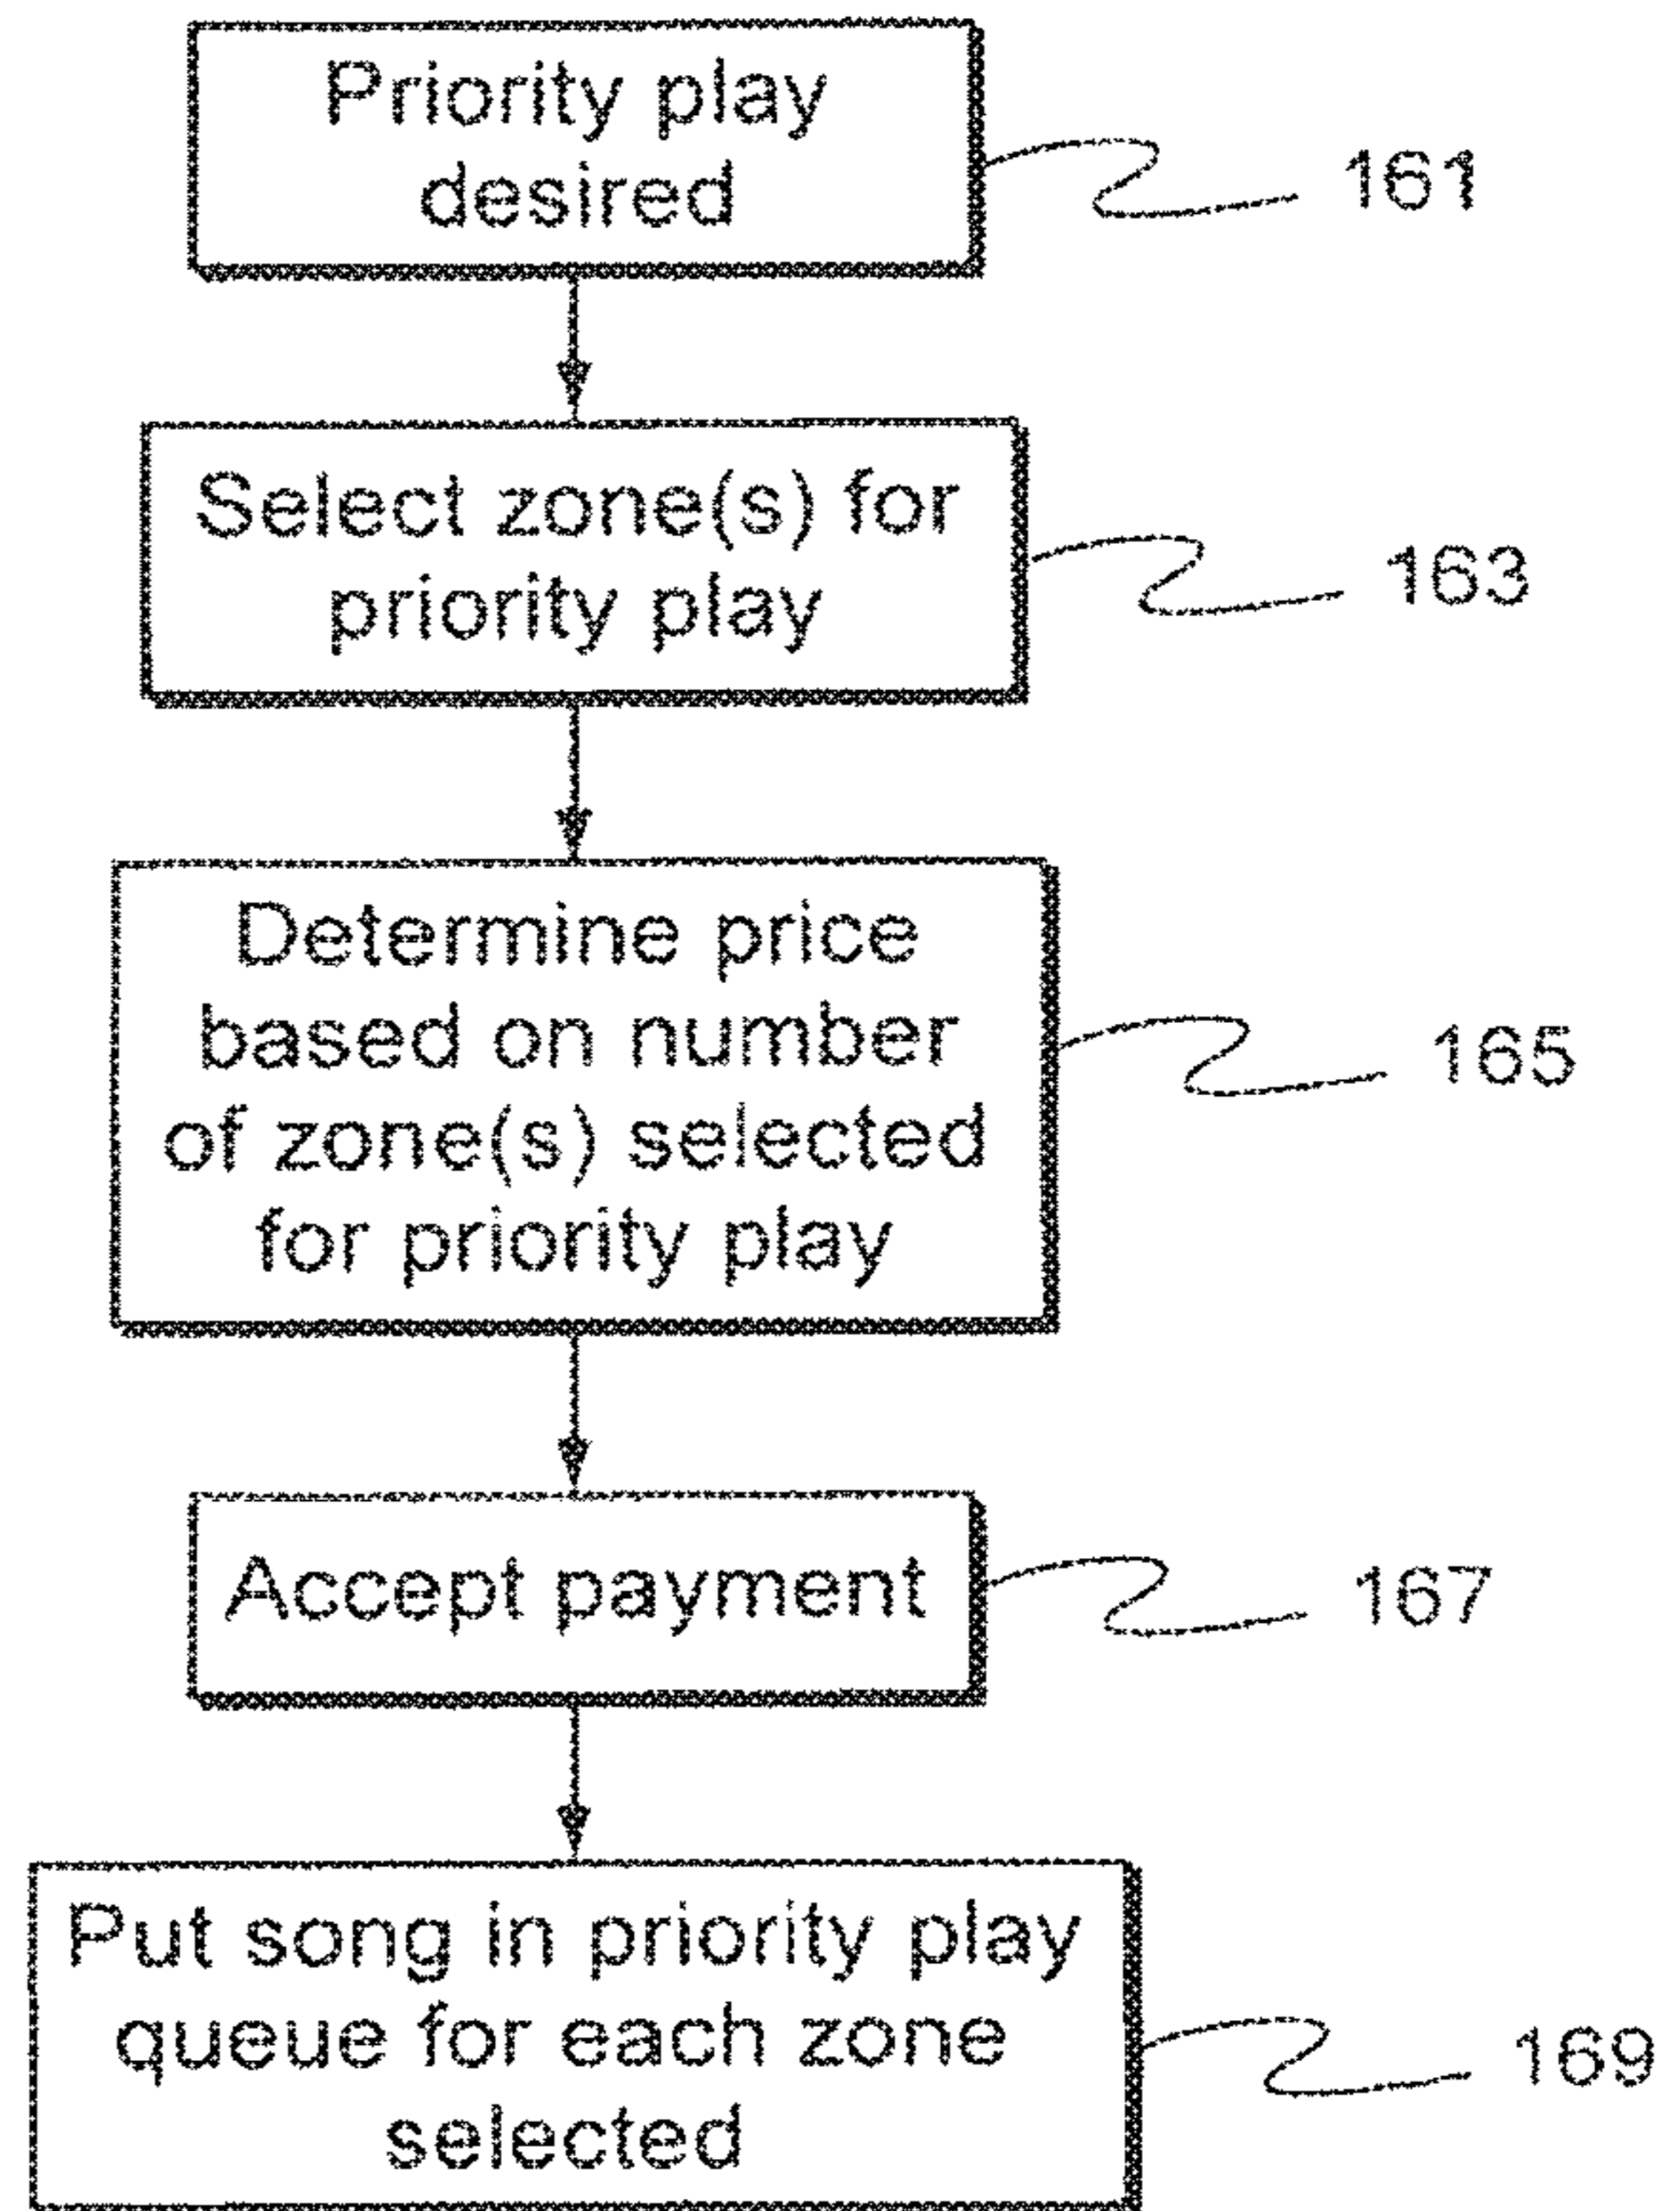 Priority play
desired
161
Select zone(s) for
priority play
163
Determine price
based on number
of zone(s) selected
for priority play
165
Accept payment
167
Put song in priority play
queue for each zone
selected
169